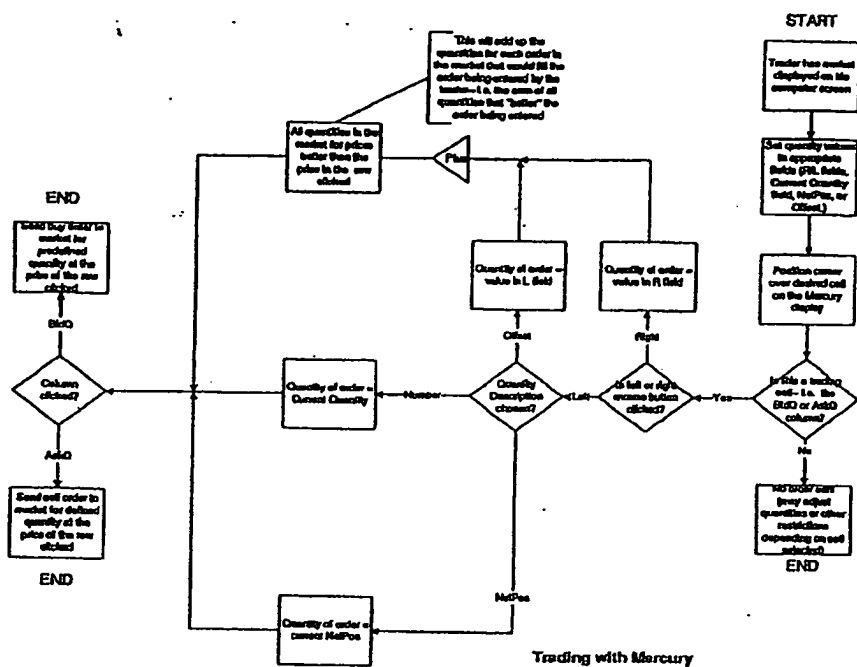 START
Trader has market
displayed on his
computer screen
Set quantity values
in appropriate
fields (R/L fields,
Current Quantity
field, NetPos, or
Offset.)
Position cursor
over desired cell
on the Mercury
display
Is this a trading
cell-- i.e. the
BidQ or AskQ
column?
Yes
No
No order sent
(may adjust
quantities or other
restrictions
depending on cell
selected)
END
Is left or right
mouse button
clicked?
Right
Left
Quantity of order =
value in R field
Quantity
Description
chosen?
Offset
Number
NetPos
Quantity of order =
value in L field
Plus
This will add up the
quantities for each order in
the market that would fill the
order being entered by the
trader-- i.e. the sum of all
quantities that "better" the
order being entered
All quantities in the
market for prices
better than the
price in the row
clicked
Quantity of order =
Current Quantity
Quantity of order =
current NetPos
Column
clicked?
BidQ
AskQ
END
Send buy order to
market for
predefined
quantity at the
price of the row
clicked
Send sell order to
market for defined
quantity at the
price of the row
clicked
END
Trading with Mercury